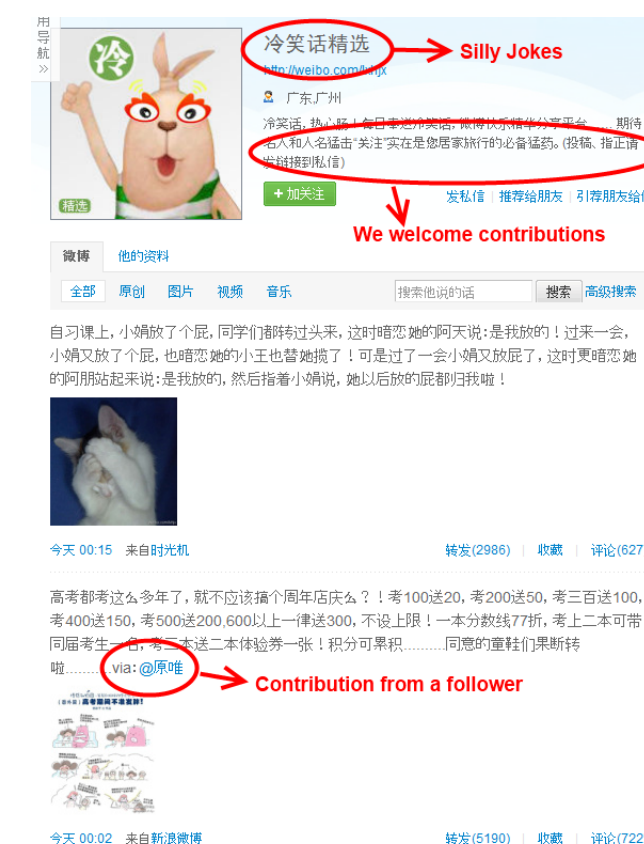 用
导
航
»
冷
精选
冷笑话精选
Silly Jokes
http://weibo.com/lxhjx
广东,广州
冷笑话, 热心肠！每日奉送冷笑话, 微博快乐精华分享平台……期待
名人和人名猛击“关注”实在是您居家旅行的必备猛药。(投稿、指正请
发链接到私信)
+ 加关注
发私信 | 推荐给朋友 | 引荐朋友给
We welcome contributions
微博 他的资料
全部 原创 图片 视频 音乐 搜索他说的话 搜索 高级搜索
自习课上, 小娟放了个屁, 同学们都转过头来, 这时暗恋她的阿天说:是我放的！过来一会,
小娟又放了个屁, 也暗恋她的小王也替她揽了！可是过了一会小娟又放屁了, 这时更暗恋她
的阿朋站起来说:是我放的, 然后指着小娟说, 她以后放的屁都归我啦！
今天 00:15 来自时光机 转发(2986) | 收藏 | 评论(627
高考都考这么多年了, 就不应该搞个周年店庆么？！考100送20, 考200送50, 考三百送100,
考400送150, 考500送200,600以上一律送300, 不设上限！一本分数线77折, 考上二本可带
同届考生一名, 考三本送二本体验券一张！积分可累积..........同意的童鞋们果断转
啦............via: @原唯
Contribution from a follower
今天 00:02 来自新浪微博 转发(5190) | 收藏 | 评论(722